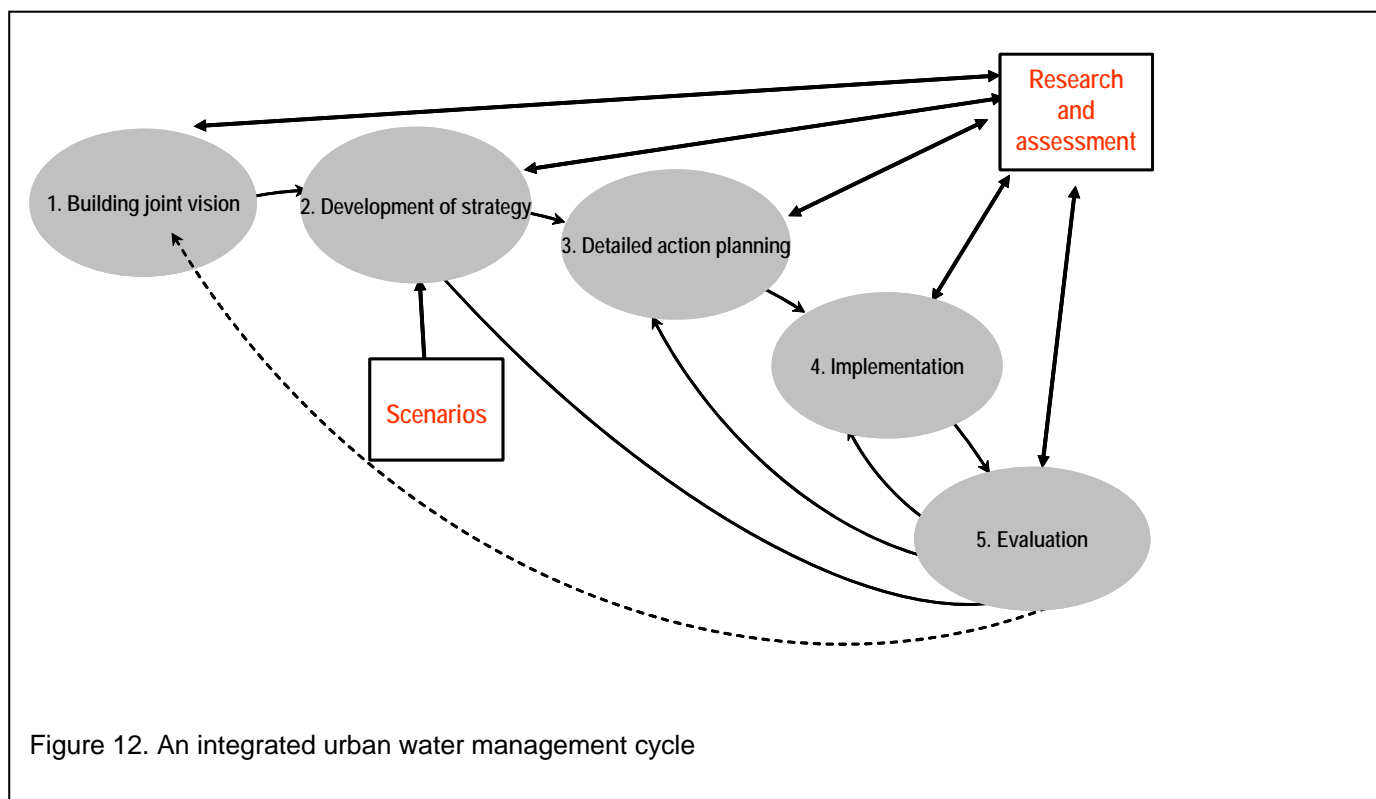 Research
and
assessment
1. Building joint vision
2. Development of strategy
3. Detailed action planning
4. Implementation
Scenarios
5. Evaluation
Figure 12. An integrated urban water management cycle